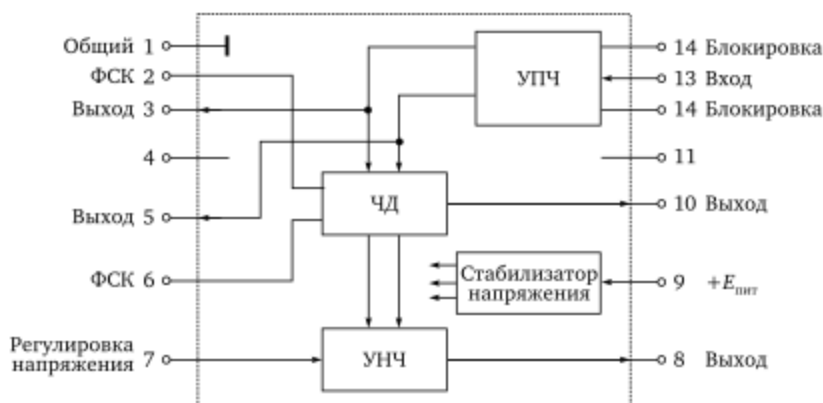 Общий 1
ФСК 2
Выход 3
4
Выход 5
ФСК 6
Регулировка
напряжения 7
УПЧ
ЧД
Стабилизатор
напряжения
УНЧ
14 Блокировка
13 Вход
14 Блокировка
11
10 Выход
9 +Eпит
8 Выход